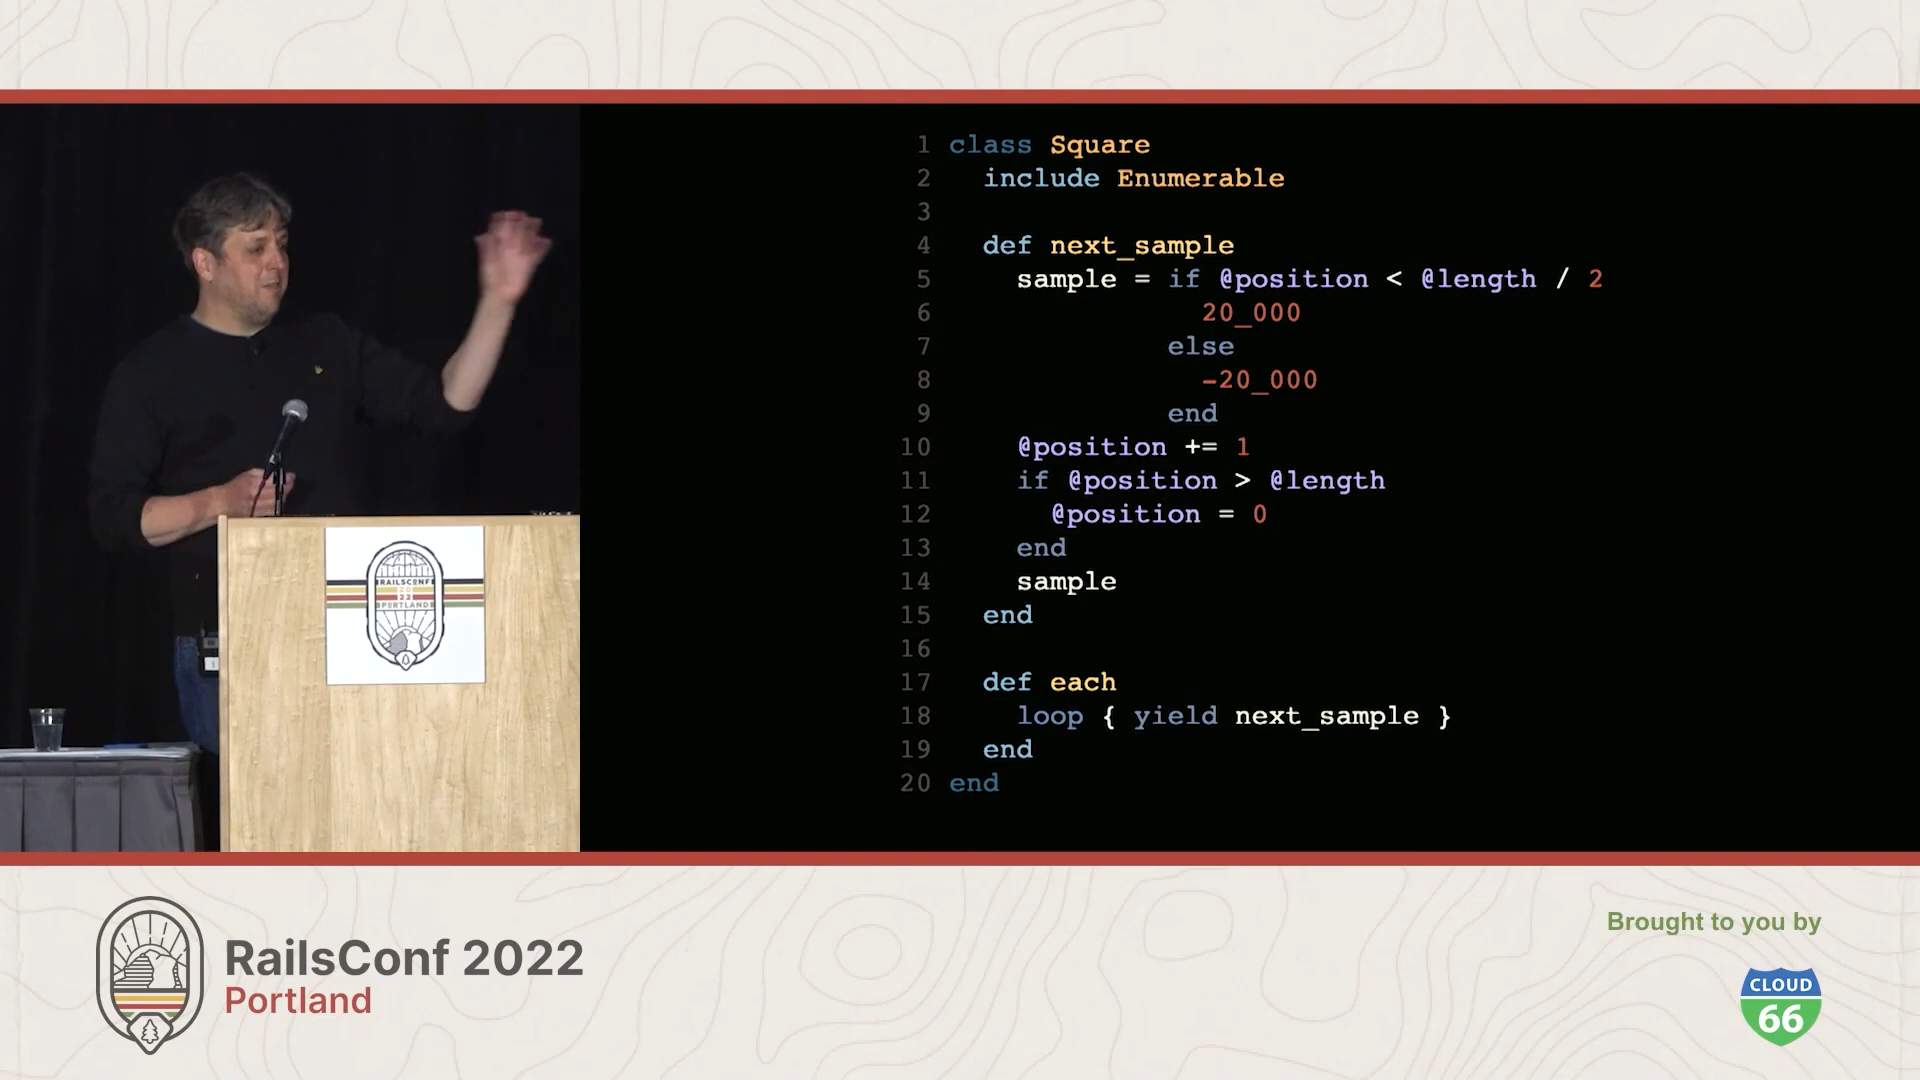 1 class Square
2   include Enumerable
3
4   def next_sample
5     sample = if @position < @length / 2
6                20_000
7              else
8                -20_000
9              end
10     @position += 1
11     if @position > @length
12       @position = 0
13     end
14     sample
15   end
16
17   def each
18     loop { yield next_sample }
19   end
20 end
RAILSCONF
2022
PORTLAND
RailsConf 2022
Portland
Brought to you by
CLOUD
66